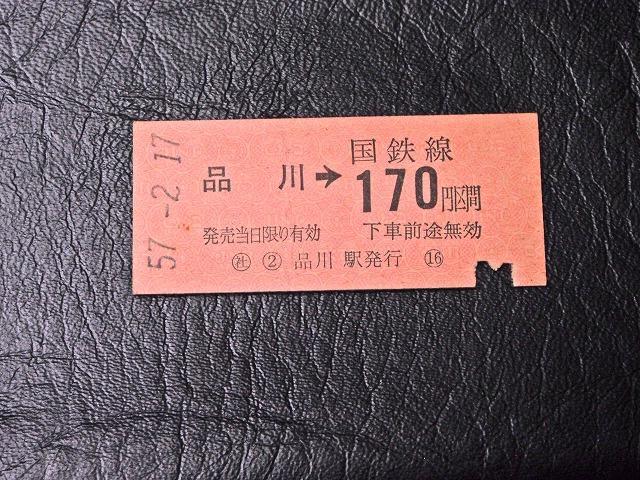 57.-2.17
国鉄線
品川→170円区間
発売当日限り有効 下車前途無効
㊓ ② 品川駅発行 ⑯